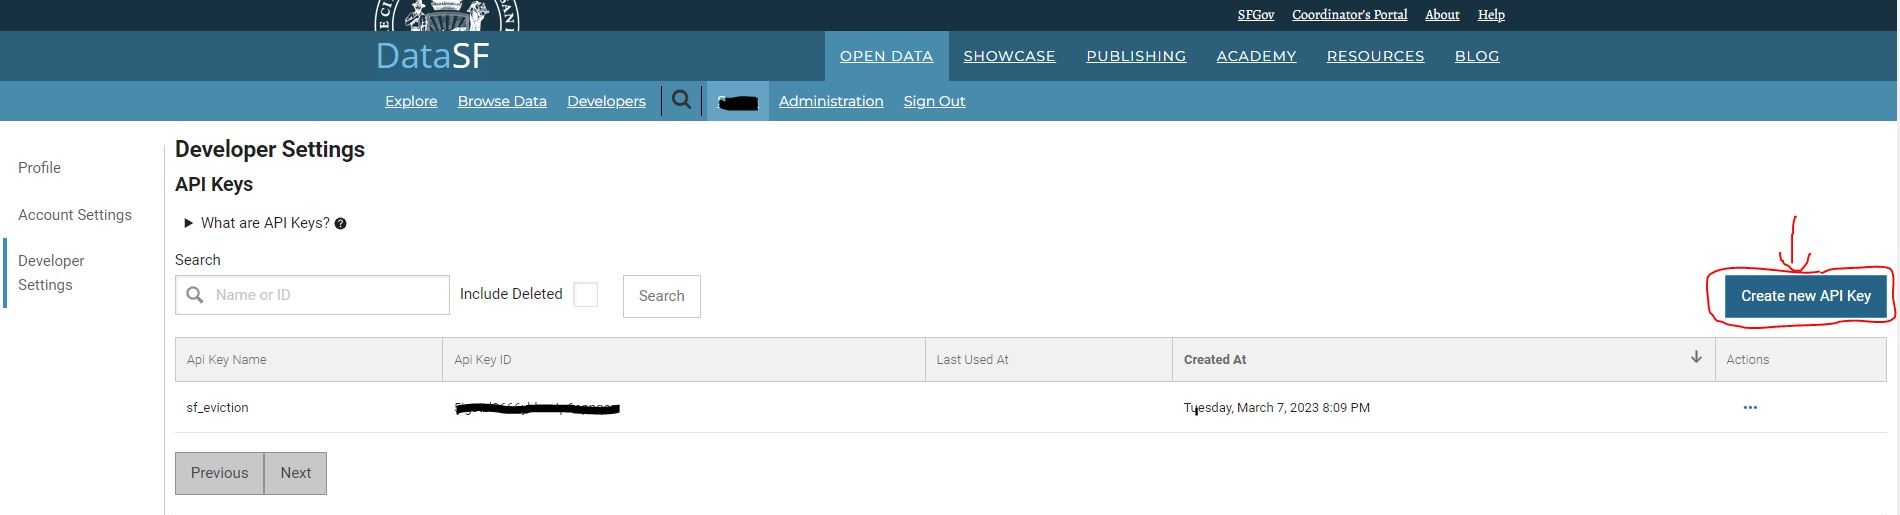 SFGov Coordinator's Portal About Help
DataSF
OPEN DATA SHOWCASE PUBLISHING ACADEMY RESOURCES BLOG
Explore Browse Data Developers Administration Sign Out
Profile
Account Settings
Developer
Settings
Developer Settings
API Keys
What are API Keys? ?
Search
Name or ID Include Deleted Search Create new API Key
Api Key Name Api Key ID Last Used At Created At Actions
sf_eviction Tuesday, March 7, 2023 8:09 PM ...
Previous Next